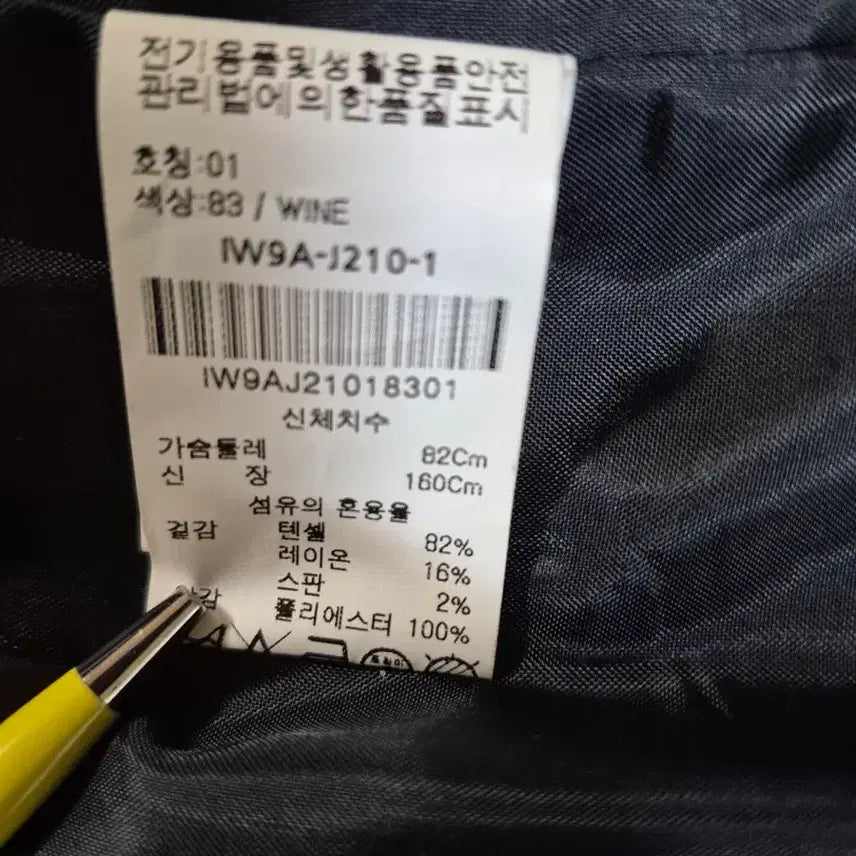 전기용품및생활용품안전
관리법에의한품질표시
호칭:01
색상:83 / WINE
IW9A-J210-1
IW9AJ21018301
신체치수
가슴둘레 82Cm
신 장 160Cm
섬유의 혼용율
겉감 텐셀 82%
레이온 16%
스판 2%
폴리에스터 100%